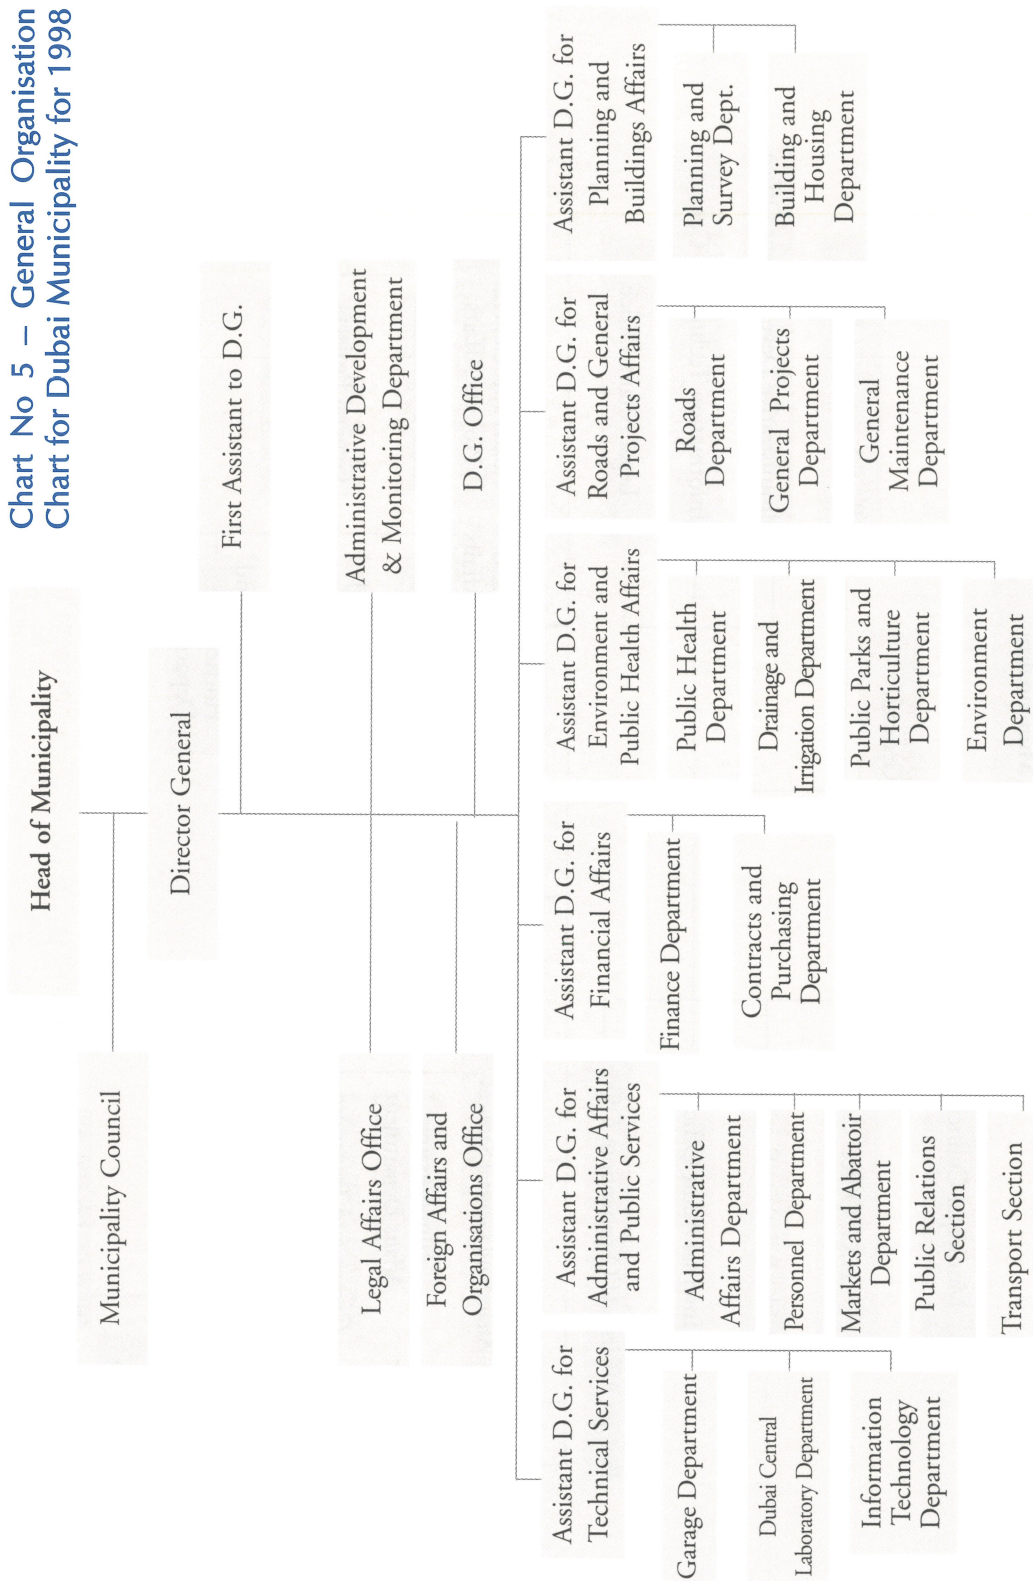 Chart No 5 – General Organisation
Chart for Dubai Municipality for 1998
Head of Municipality
Municipality Council
Director General
First Assistant to D.G.
Legal Affairs Office
Administrative Development
& Monitoring Department
Foreign Affairs and
Organisations Office
D.G. Office
Assistant D.G. for
Technical Services
Garage Department
Dubai Central
Laboratory Department
Information
Technology
Department
Assistant D.G. for
Administrative Affairs
and Public Services
Administrative
Affairs Department
Personnel Department
Markets and Abattoir
Department
Public Relations
Section
Transport Section
Assistant D.G. for
Financial Affairs
Finance Department
Contracts and
Purchasing
Department
Assistant D.G. for
Environment and
Public Health Affairs
Public Health
Department
Drainage and
Irrigation Department
Public Parks and
Horticulture
Department
Environment
Department
Assistant D.G. for
Roads and General
Projects Affairs
Roads
Department
General Projects
Department
General
Maintenance
Department
Assistant D.G. for
Planning and
Buildings Affairs
Planning and
Survey Dept.
Building and
Housing
Department